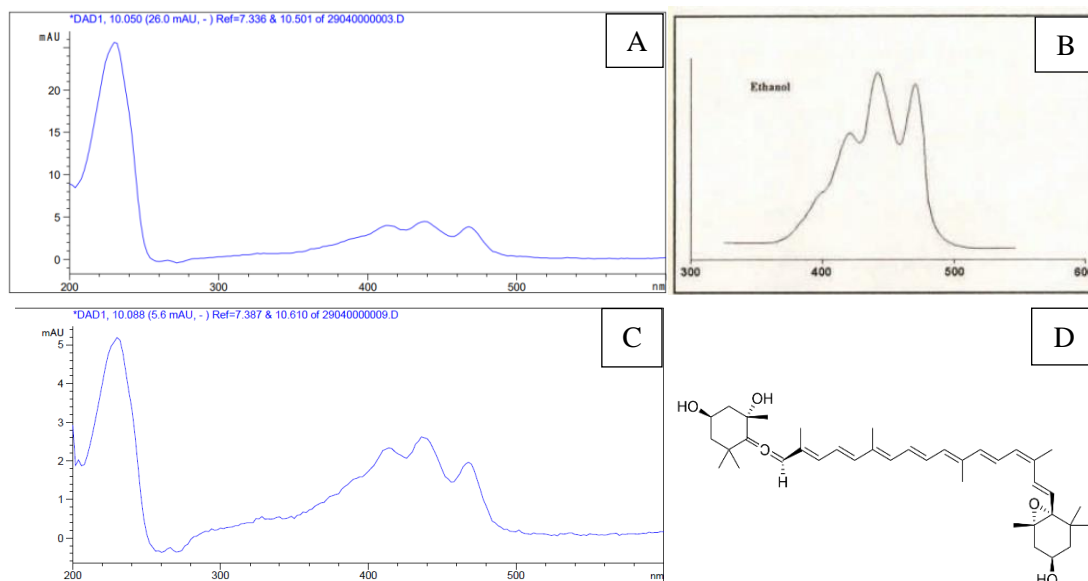 *DAD1, 10.050 (26.0 mAU, - ) Ref=7.336 & 10.501 of 29040000003.D
mAU
20
15
10
5
0
200
300
400
500
nm
A
B
Ethanol
300
400
500
600
*DAD1, 10.088 (5.6 mAU, - ) Ref=7.387 & 10.610 of 29040000009.D
mAU
5
4
3
2
1
0
200
300
400
500
nm
C
D
HO
OH
H
O
HO